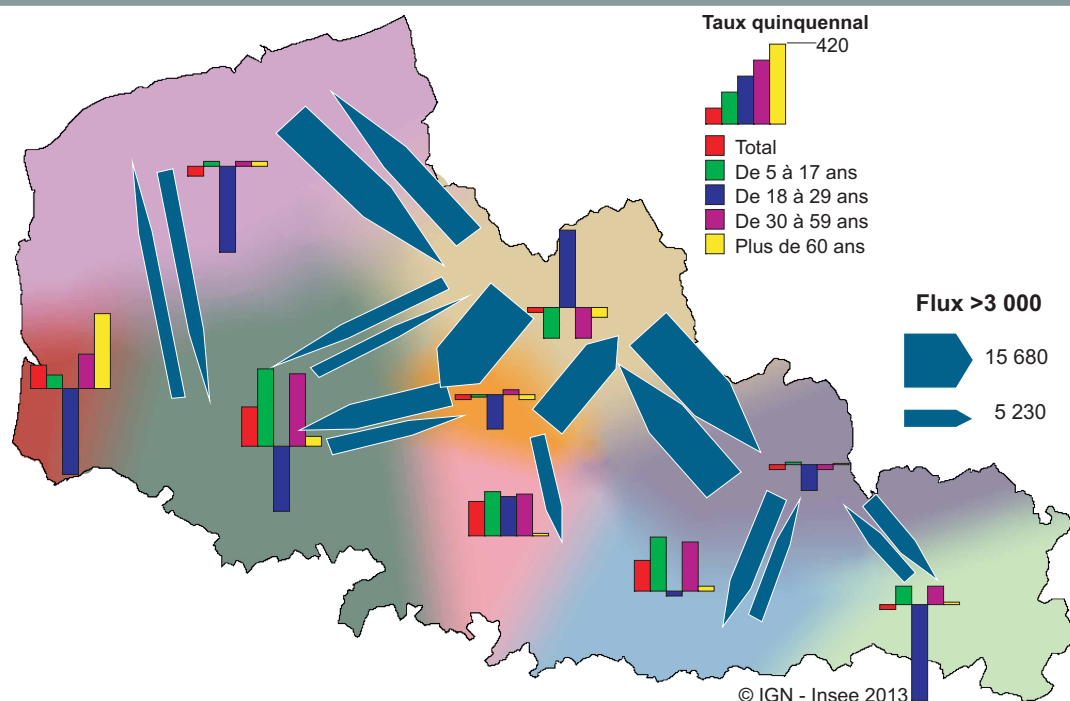 Taux quinquennal
420
Total
De 5 à 17 ans
De 18 à 29 ans
De 30 à 59 ans
Plus de 60 ans
Flux >3 000
15 680
5 230
© IGN - Insee 2013